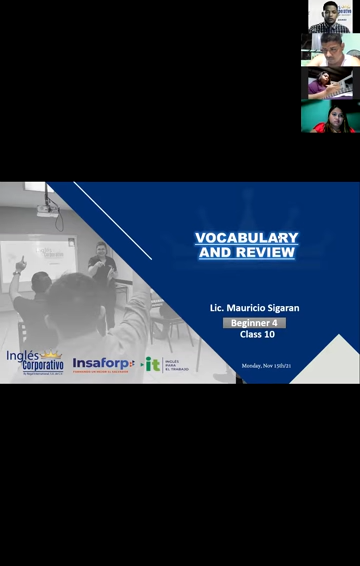 VOCABULARY
AND REVIEW
Lic. Mauricio Sigaran
Beginner 4
Class 10
Inglés
Corporativo
Insaforp
it
INGLÉS
PARA
EL TRABAJO
Monday, Nov 15th/21